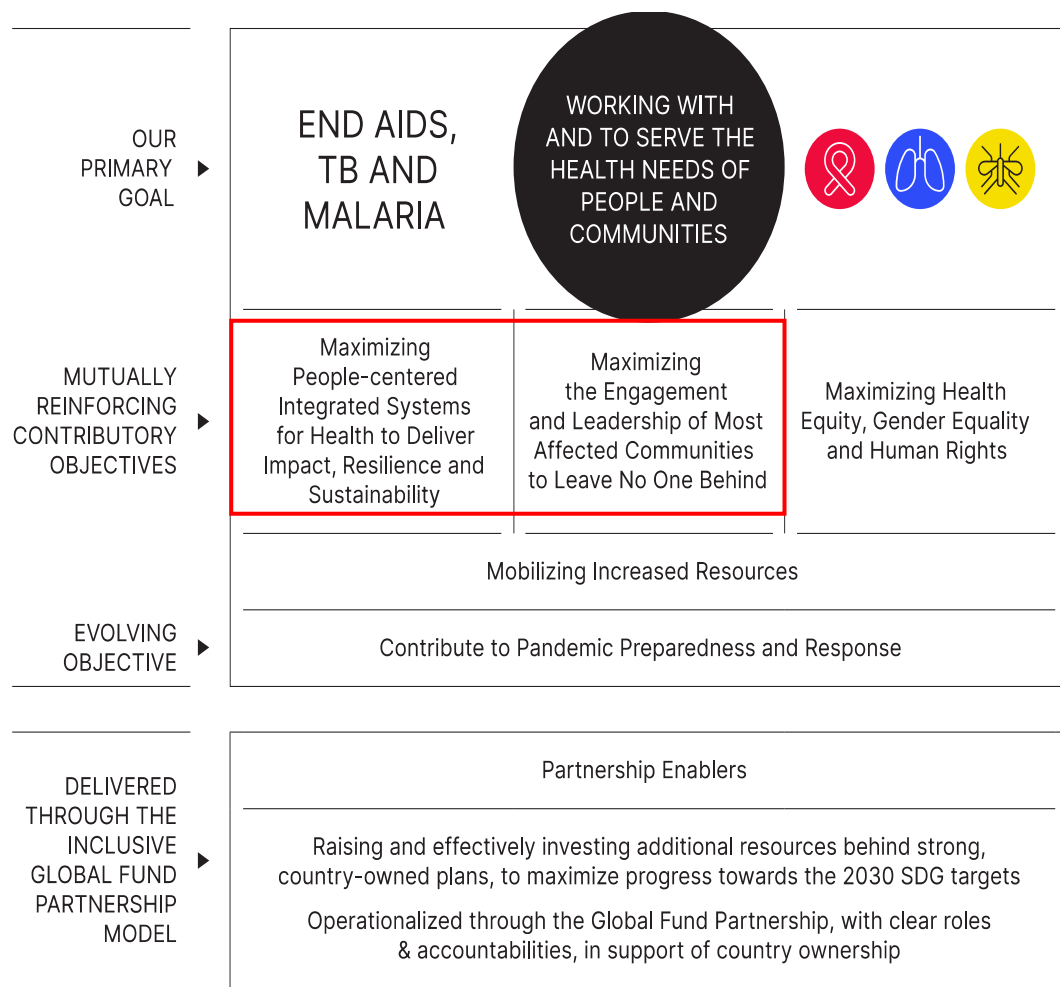 OUR
PRIMARY
GOAL
END AIDS,
TB AND
MALARIA
WORKING WITH
AND TO SERVE THE
HEALTH NEEDS OF
PEOPLE AND
COMMUNITIES
MUTUALLY
REINFORCING
CONTRIBUTORY
OBJECTIVES
Maximizing
People-centered
Integrated Systems
for Health to Deliver
Impact, Resilience and
Sustainability
Maximizing
the Engagement
and Leadership of Most
Affected Communities
to Leave No One Behind
Maximizing Health
Equity, Gender Equality
and Human Rights
Mobilizing Increased Resources
EVOLVING
OBJECTIVE
Contribute to Pandemic Preparedness and Response
DELIVERED
THROUGH THE
INCLUSIVE
GLOBAL FUND
PARTNERSHIP
MODEL
Partnership Enablers
Raising and effectively investing additional resources behind strong,
country-owned plans, to maximize progress towards the 2030 SDG targets
Operationalized through the Global Fund Partnership, with clear roles
& accountabilities, in support of country ownership